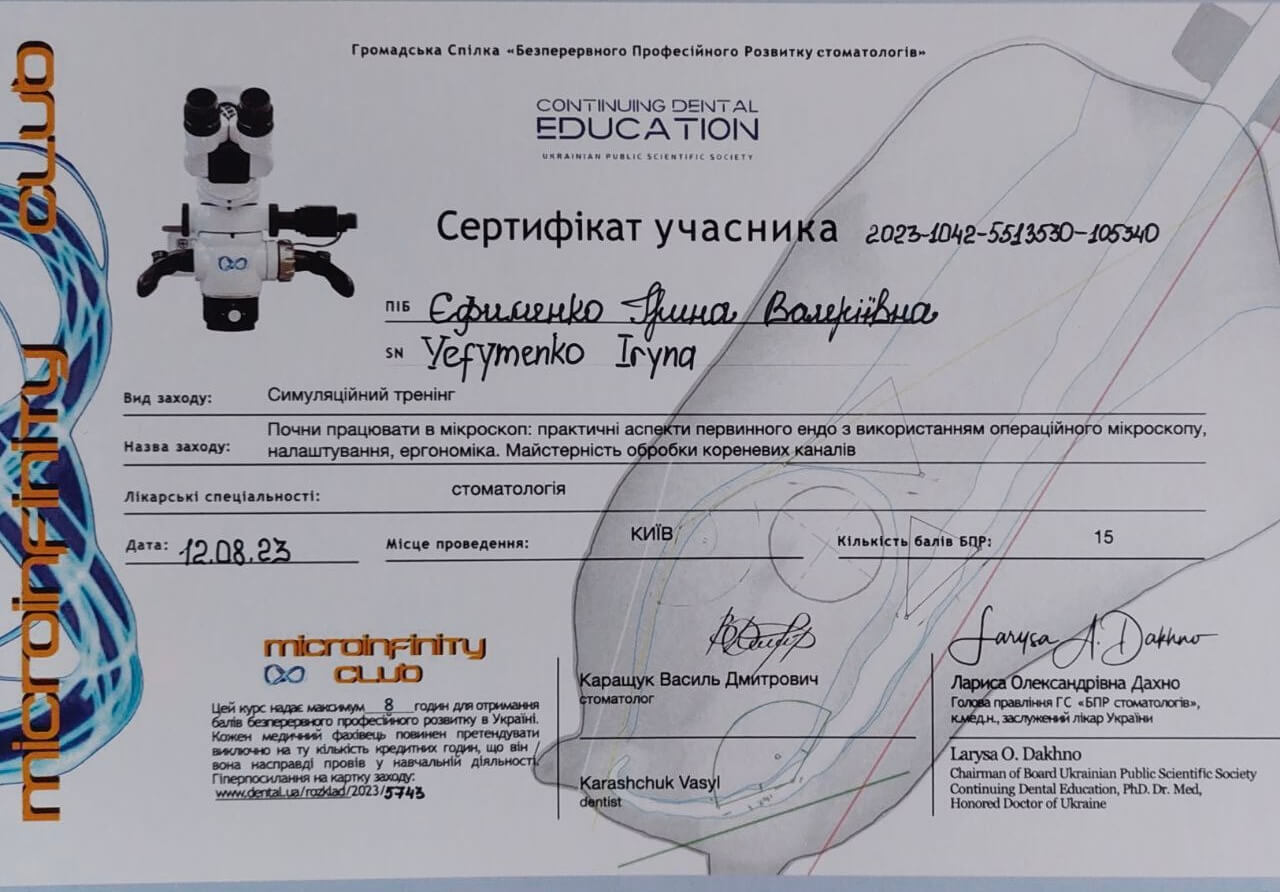 Громадська Спілка «Безперервного Професійного Розвитку стоматологів»
CONTINUING DENTAL
EDUCATION
UKRAINIAN PUBLIC SCIENTIFIC SOCIETY
microinfinity club
Сертифікат учасника 2023-1042-5513530-105340
ПІБ Єфименко Ірина Валеріївна
SN Yefymenko Iryna
Вид заходу: Симуляційний тренінг
Назва заходу: Почни працювати в мікроскоп: практичні аспекти первинного ендо з використанням операційного мікроскопу,
налаштування, ергономіка. Майстерність обробки кореневих каналів
Лікарські спеціальності: стоматологія
Дата: 12.08.23 Місце проведення: КИЇВ Кількість балів БПР: 15
microinfinity
club
Цей курс надає максимум 8 годин для отримання
балів безперервного професійного розвитку в Україні.
Кожен медичний фахівець повинен претендувати
виключно на ту кількість кредитних годин, що він /
вона насправді провів у навчальній діяльності.
Гіперпосилання на картку заходу:
www.dental.ua/rozklad/2023/5743
Каращук Василь Дмитрович
стоматолог
Karashchuk Vasyl
dentist
Larysa A. Dakhno
Лариса Олександрівна Дахно
Голова правління ГС «БПР стоматологів»,
к.мед.н., заслужений лікар України
Larysa O. Dakhno
Chairman of Board Ukrainian Public Scientific Society
Continuing Dental Education, PhD. Dr. Med,
Honored Doctor of Ukraine